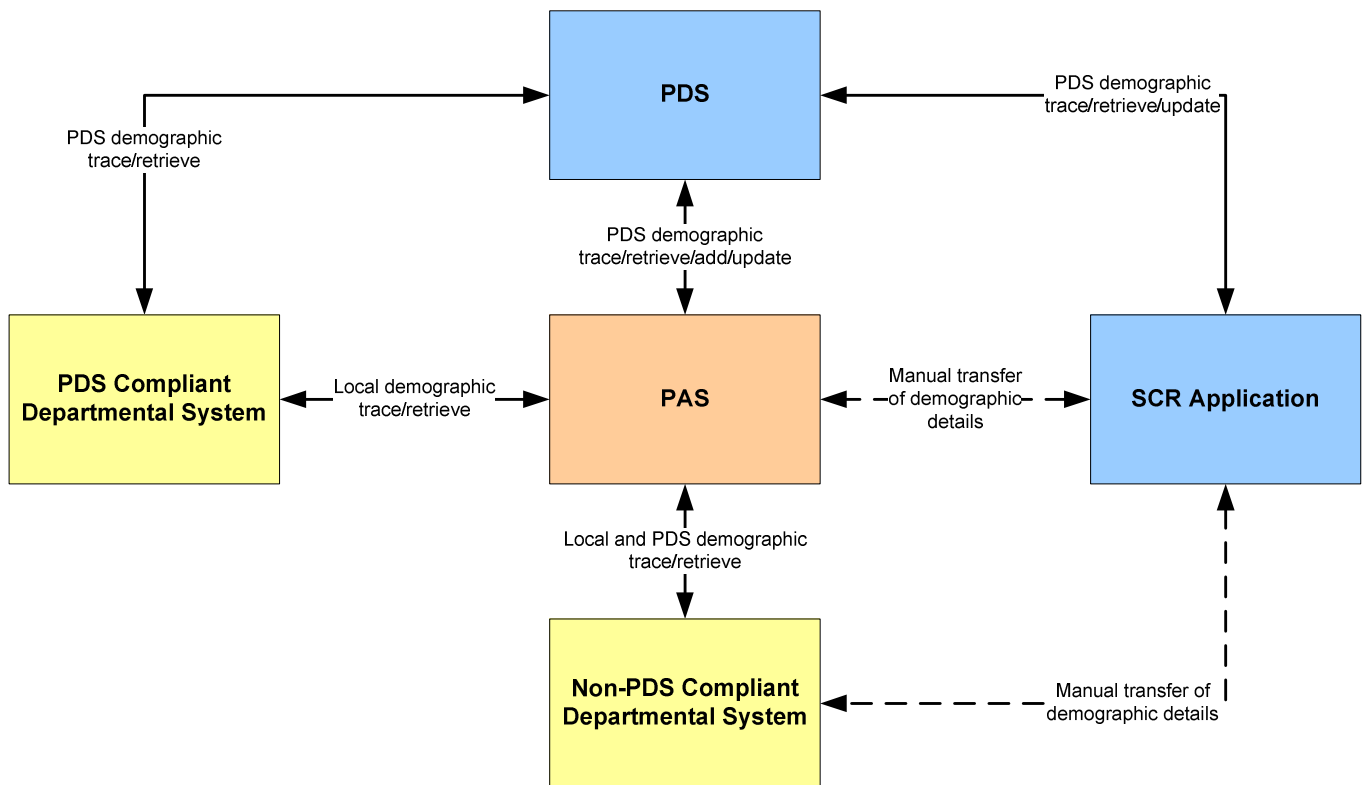 PDS
PDS demographic
trace/retrieve/update
PDS demographic
trace/retrieve
PDS demographic
trace/retrieve/add/update
PDS Compliant
Departmental System
Local demographic
trace/retrieve
PAS
Manual transfer
of demographic
details
SCR Application
Local and PDS demographic
trace/retrieve
Non-PDS Compliant
Departmental System
Manual transfer of
demographic details